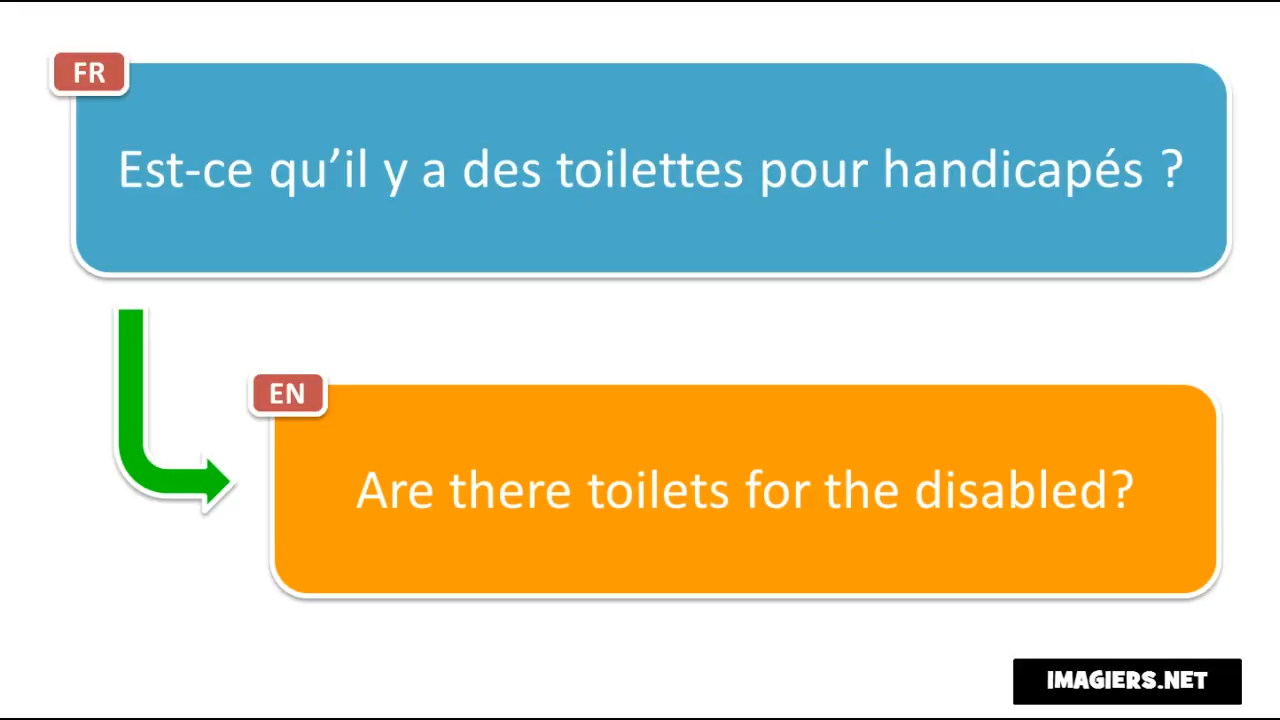 FR
Est-ce qu’il y a des toilettes pour handicapés ?
EN
Are there toilets for the disabled?
IMAGIERS.NET